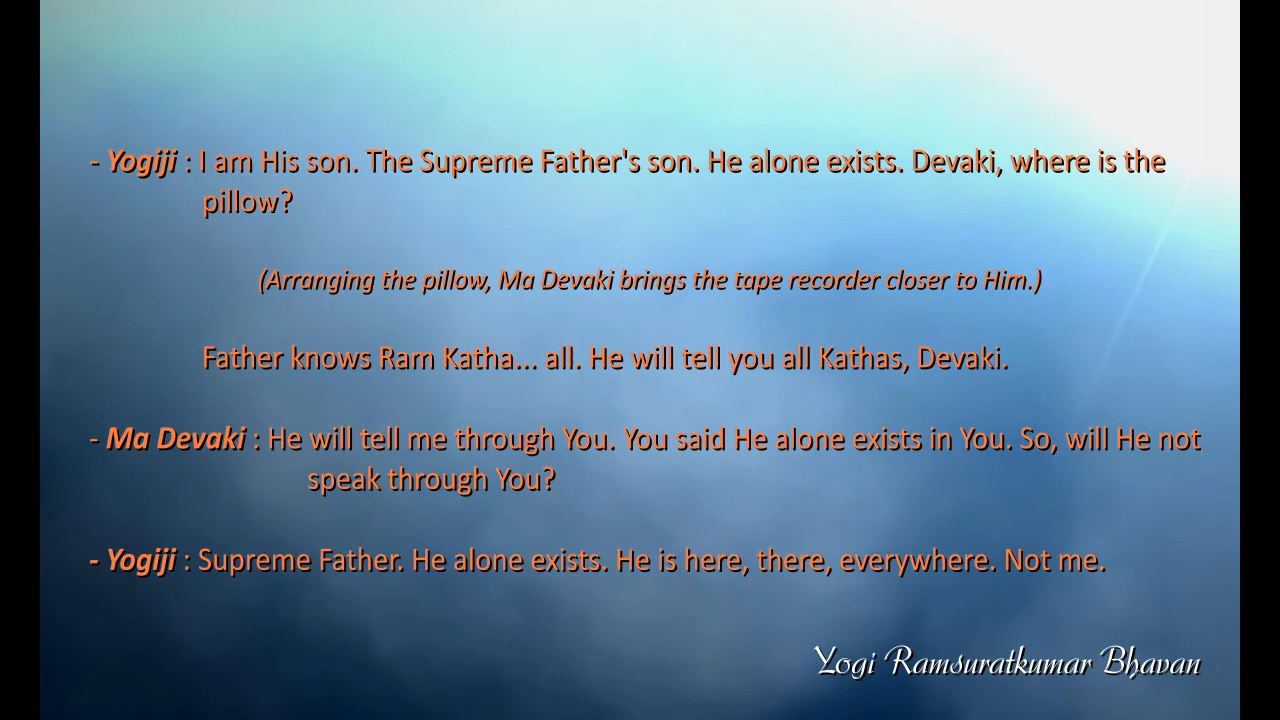 - Yogiji : I am His son. The Supreme Father's son. He alone exists. Devaki, where is the
pillow?
(Arranging the pillow, Ma Devaki brings the tape recorder closer to Him.)
Father knows Ram Katha... all. He will tell you all Kathas, Devaki.
- Ma Devaki : He will tell me through You. You said He alone exists in You. So, will He not
speak through You?
- Yogiji : Supreme Father. He alone exists. He is here, there, everywhere. Not me.
Yogi Ramsuratkumar Bhavan